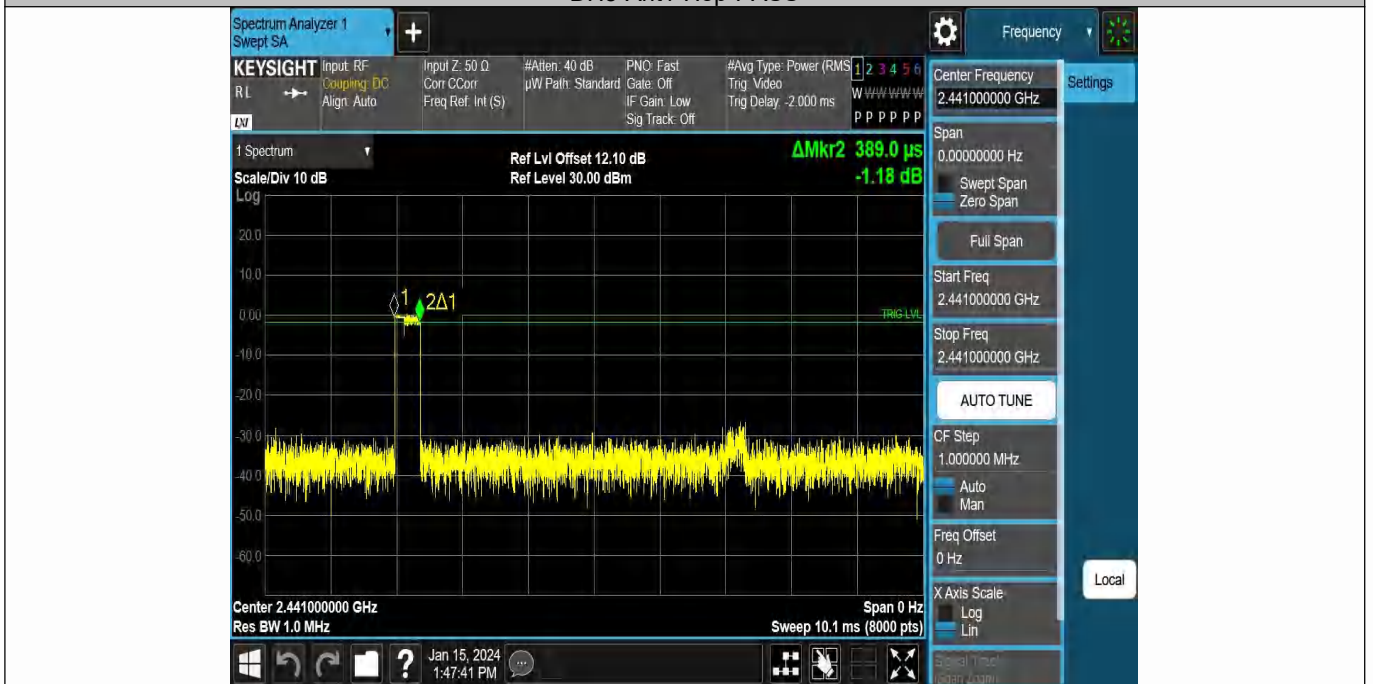 Spectrum Analyzer 1
Swept SA
Frequency
KEYSIGHT
RL
LXI
Input: RF
Coupling: DC
Align: Auto
Input Z: 50 Ω
Corr CCorr
Freq Ref: Int (S)
#Atten: 40 dB
µW Path: Standard
PNO: Fast
Gate: Off
IF Gain: Low
Sig Track: Off
#Avg Type: Power (RMS
Trig: Video
Trig Delay: -2.000 ms
1 2 3 4 5 6
W W W W W W
P P P P P P
Center Frequency
2.441000000 GHz
Settings
Span
0.00000000 Hz
Swept Span
Zero Span
Full Span
Start Freq
2.441000000 GHz
Stop Freq
2.441000000 GHz
AUTO TUNE
CF Step
1.000000 MHz
Auto
Man
Freq Offset
0 Hz
X Axis Scale
Log
Lin
Local
1 Spectrum
Scale/Div 10 dB
Ref Lvl Offset 12.10 dB
Ref Level 30.00 dBm
ΔMkr2 389.0 µs
-1.18 dB
Log
20.0
10.0
0.00
-10.0
-20.0
-30.0
-40.0
-50.0
-60.0
1
2Δ1
TRIG LVL
Center 2.441000000 GHz
Res BW 1.0 MHz
Span 0 Hz
Sweep 10.1 ms (8000 pts)
Jan 15, 2024
1:47:41 PM